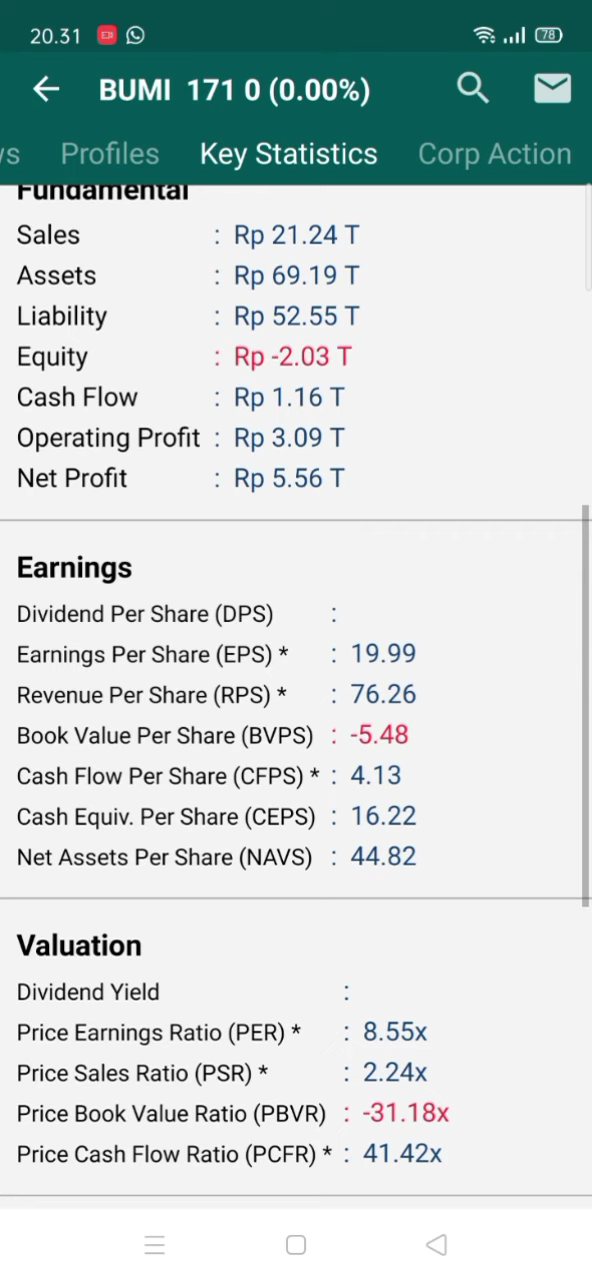 20.31 78
BUMI 171 0 (0.00%)
ws Profiles Key Statistics Corp Action
Fundamental
Sales : Rp 21.24 T
Assets : Rp 69.19 T
Liability : Rp 52.55 T
Equity : Rp -2.03 T
Cash Flow : Rp 1.16 T
Operating Profit : Rp 3.09 T
Net Profit : Rp 5.56 T
Earnings
Dividend Per Share (DPS) :
Earnings Per Share (EPS) * : 19.99
Revenue Per Share (RPS) * : 76.26
Book Value Per Share (BVPS) : -5.48
Cash Flow Per Share (CFPS) * : 4.13
Cash Equiv. Per Share (CEPS) : 16.22
Net Assets Per Share (NAVS) : 44.82
Valuation
Dividend Yield :
Price Earnings Ratio (PER) * : 8.55x
Price Sales Ratio (PSR) * : 2.24x
Price Book Value Ratio (PBVR) : -31.18x
Price Cash Flow Ratio (PCFR) * : 41.42x